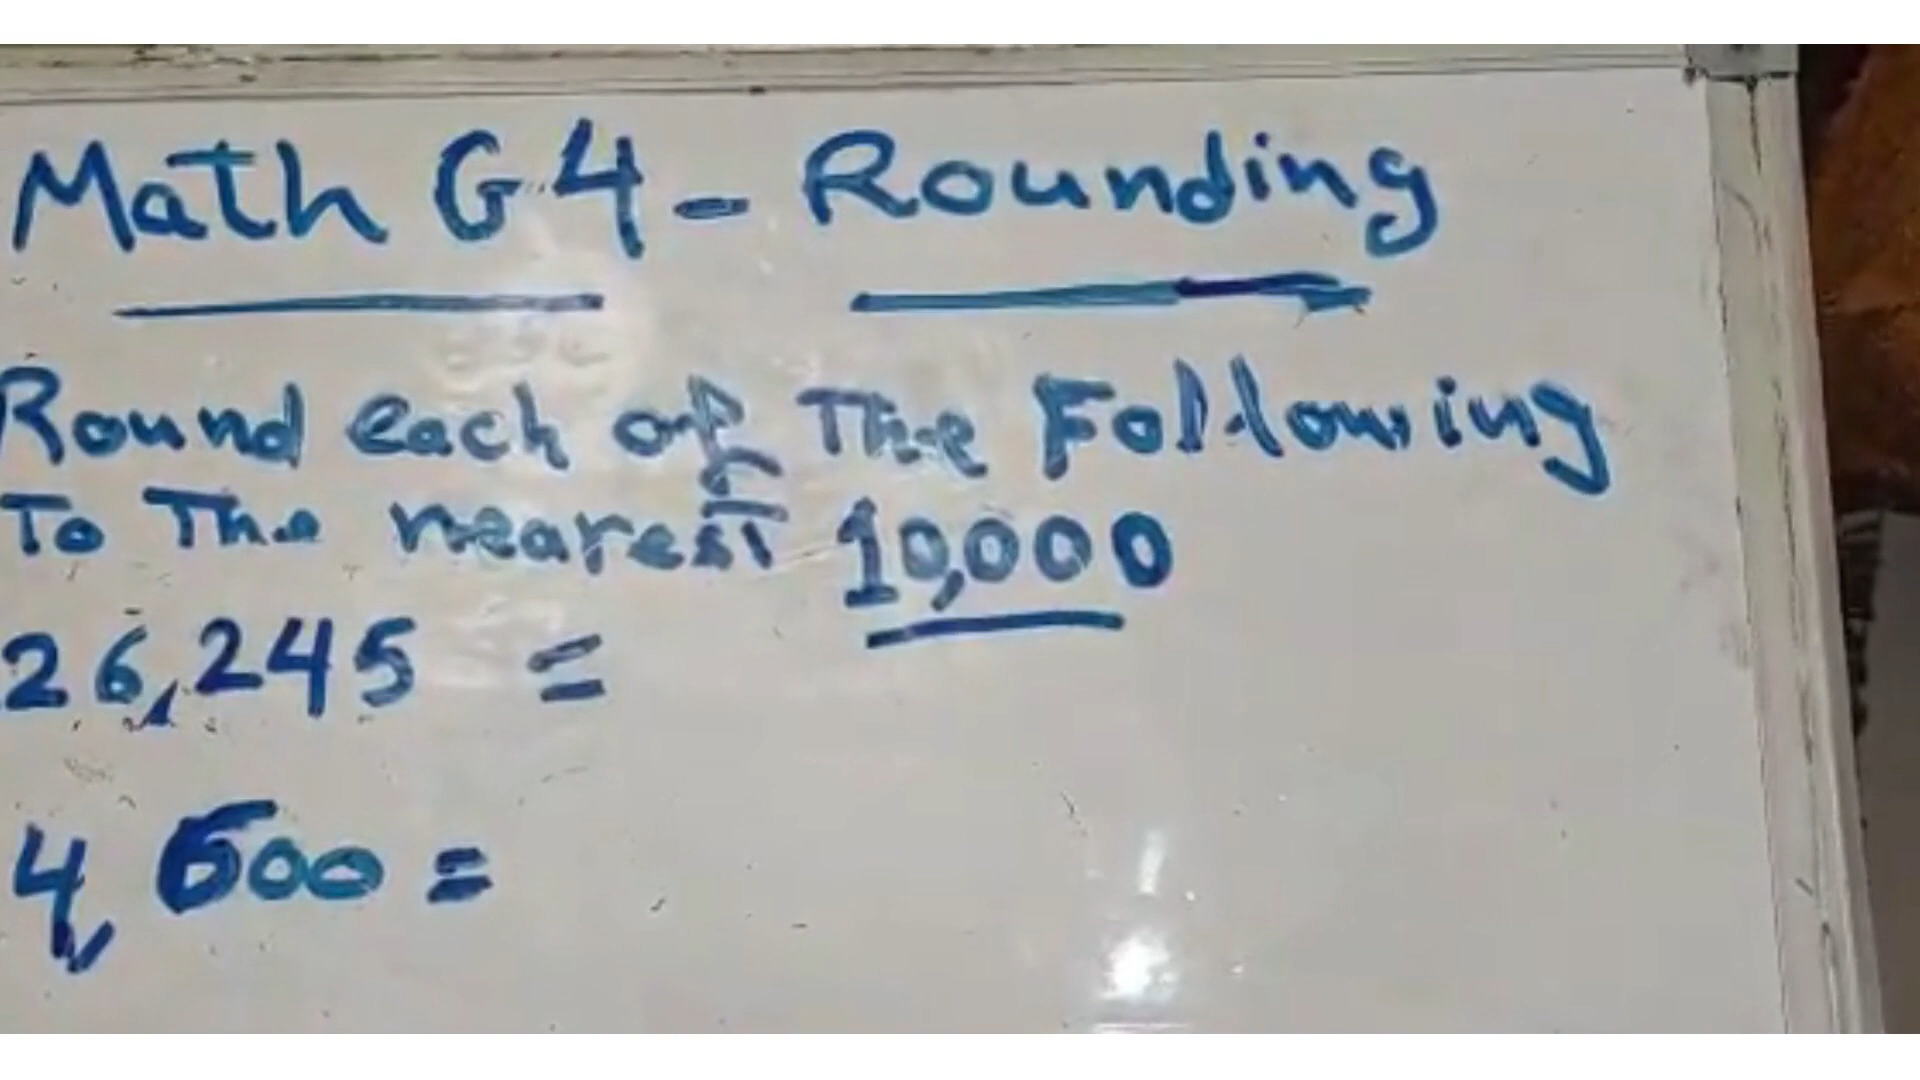 Math G4 - Rounding
Round each of The Following
To The nearest 10,000
26,245 =
4,600 =